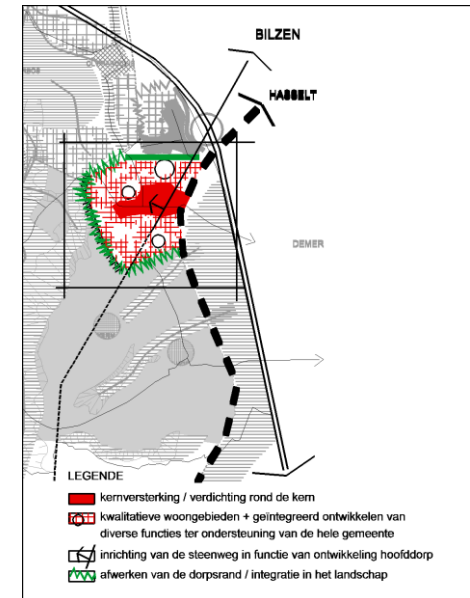 BILZEN
HASSELT
DEMER
LEGENDE
kernversterking / verdichting rond de kern
kwalitatieve woongebieden + geïntegreerd ontwikkelen van
diverse functies ter ondersteuning van de hele gemeente
inrichting van de steenweg in functie van ontwikkeling hoofddorp
afwerken van de dorpsrand / integratie in het landschap